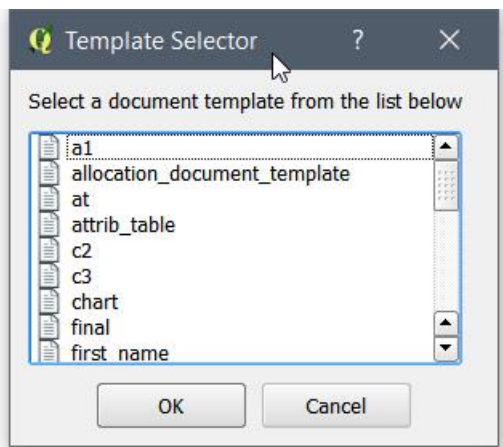 Template Selector ?
Select a document template from the list below
a1
allocation_document_template
at
attrib_table
c2
c3
chart
final
first_name
OK Cancel